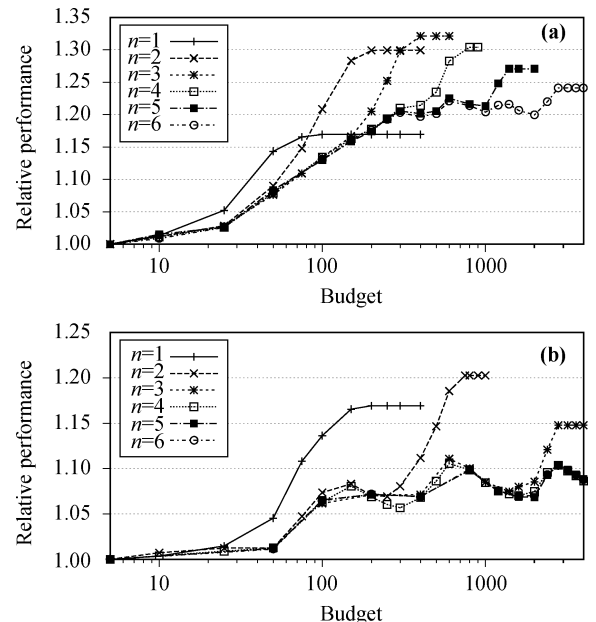 (a)
1.35
1.30
1.25
1.20
1.15
1.10
1.05
1.00
Relative performance
n=1
n=2
n=3
n=4
n=5
n=6
10
100
1000
Budget
(b)
1.25
1.20
1.15
1.10
1.05
1.00
Relative performance
n=1
n=2
n=3
n=4
n=5
n=6
10
100
1000
Budget